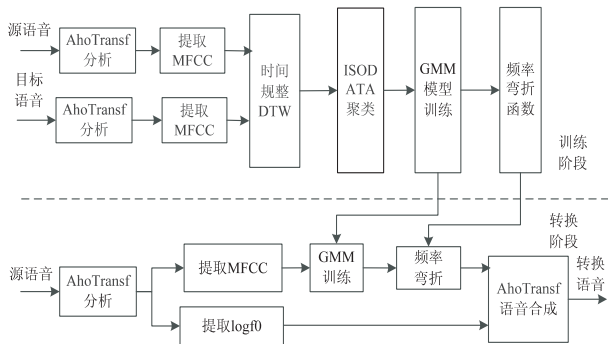 源语音
AhoTransf
分析
提取
MFCC
目标
语音
AhoTransf
分析
提取
MFCC
时间
规整
DTW
ISOD
ATA
聚类
GMM
模型
训练
频率
弯折
函数
训练
阶段
转换
阶段
源语音
AhoTransf
分析
提取MFCC
GMM
训练
频率
弯折
提取logf0
AhoTransf
语音合成
转换
语音